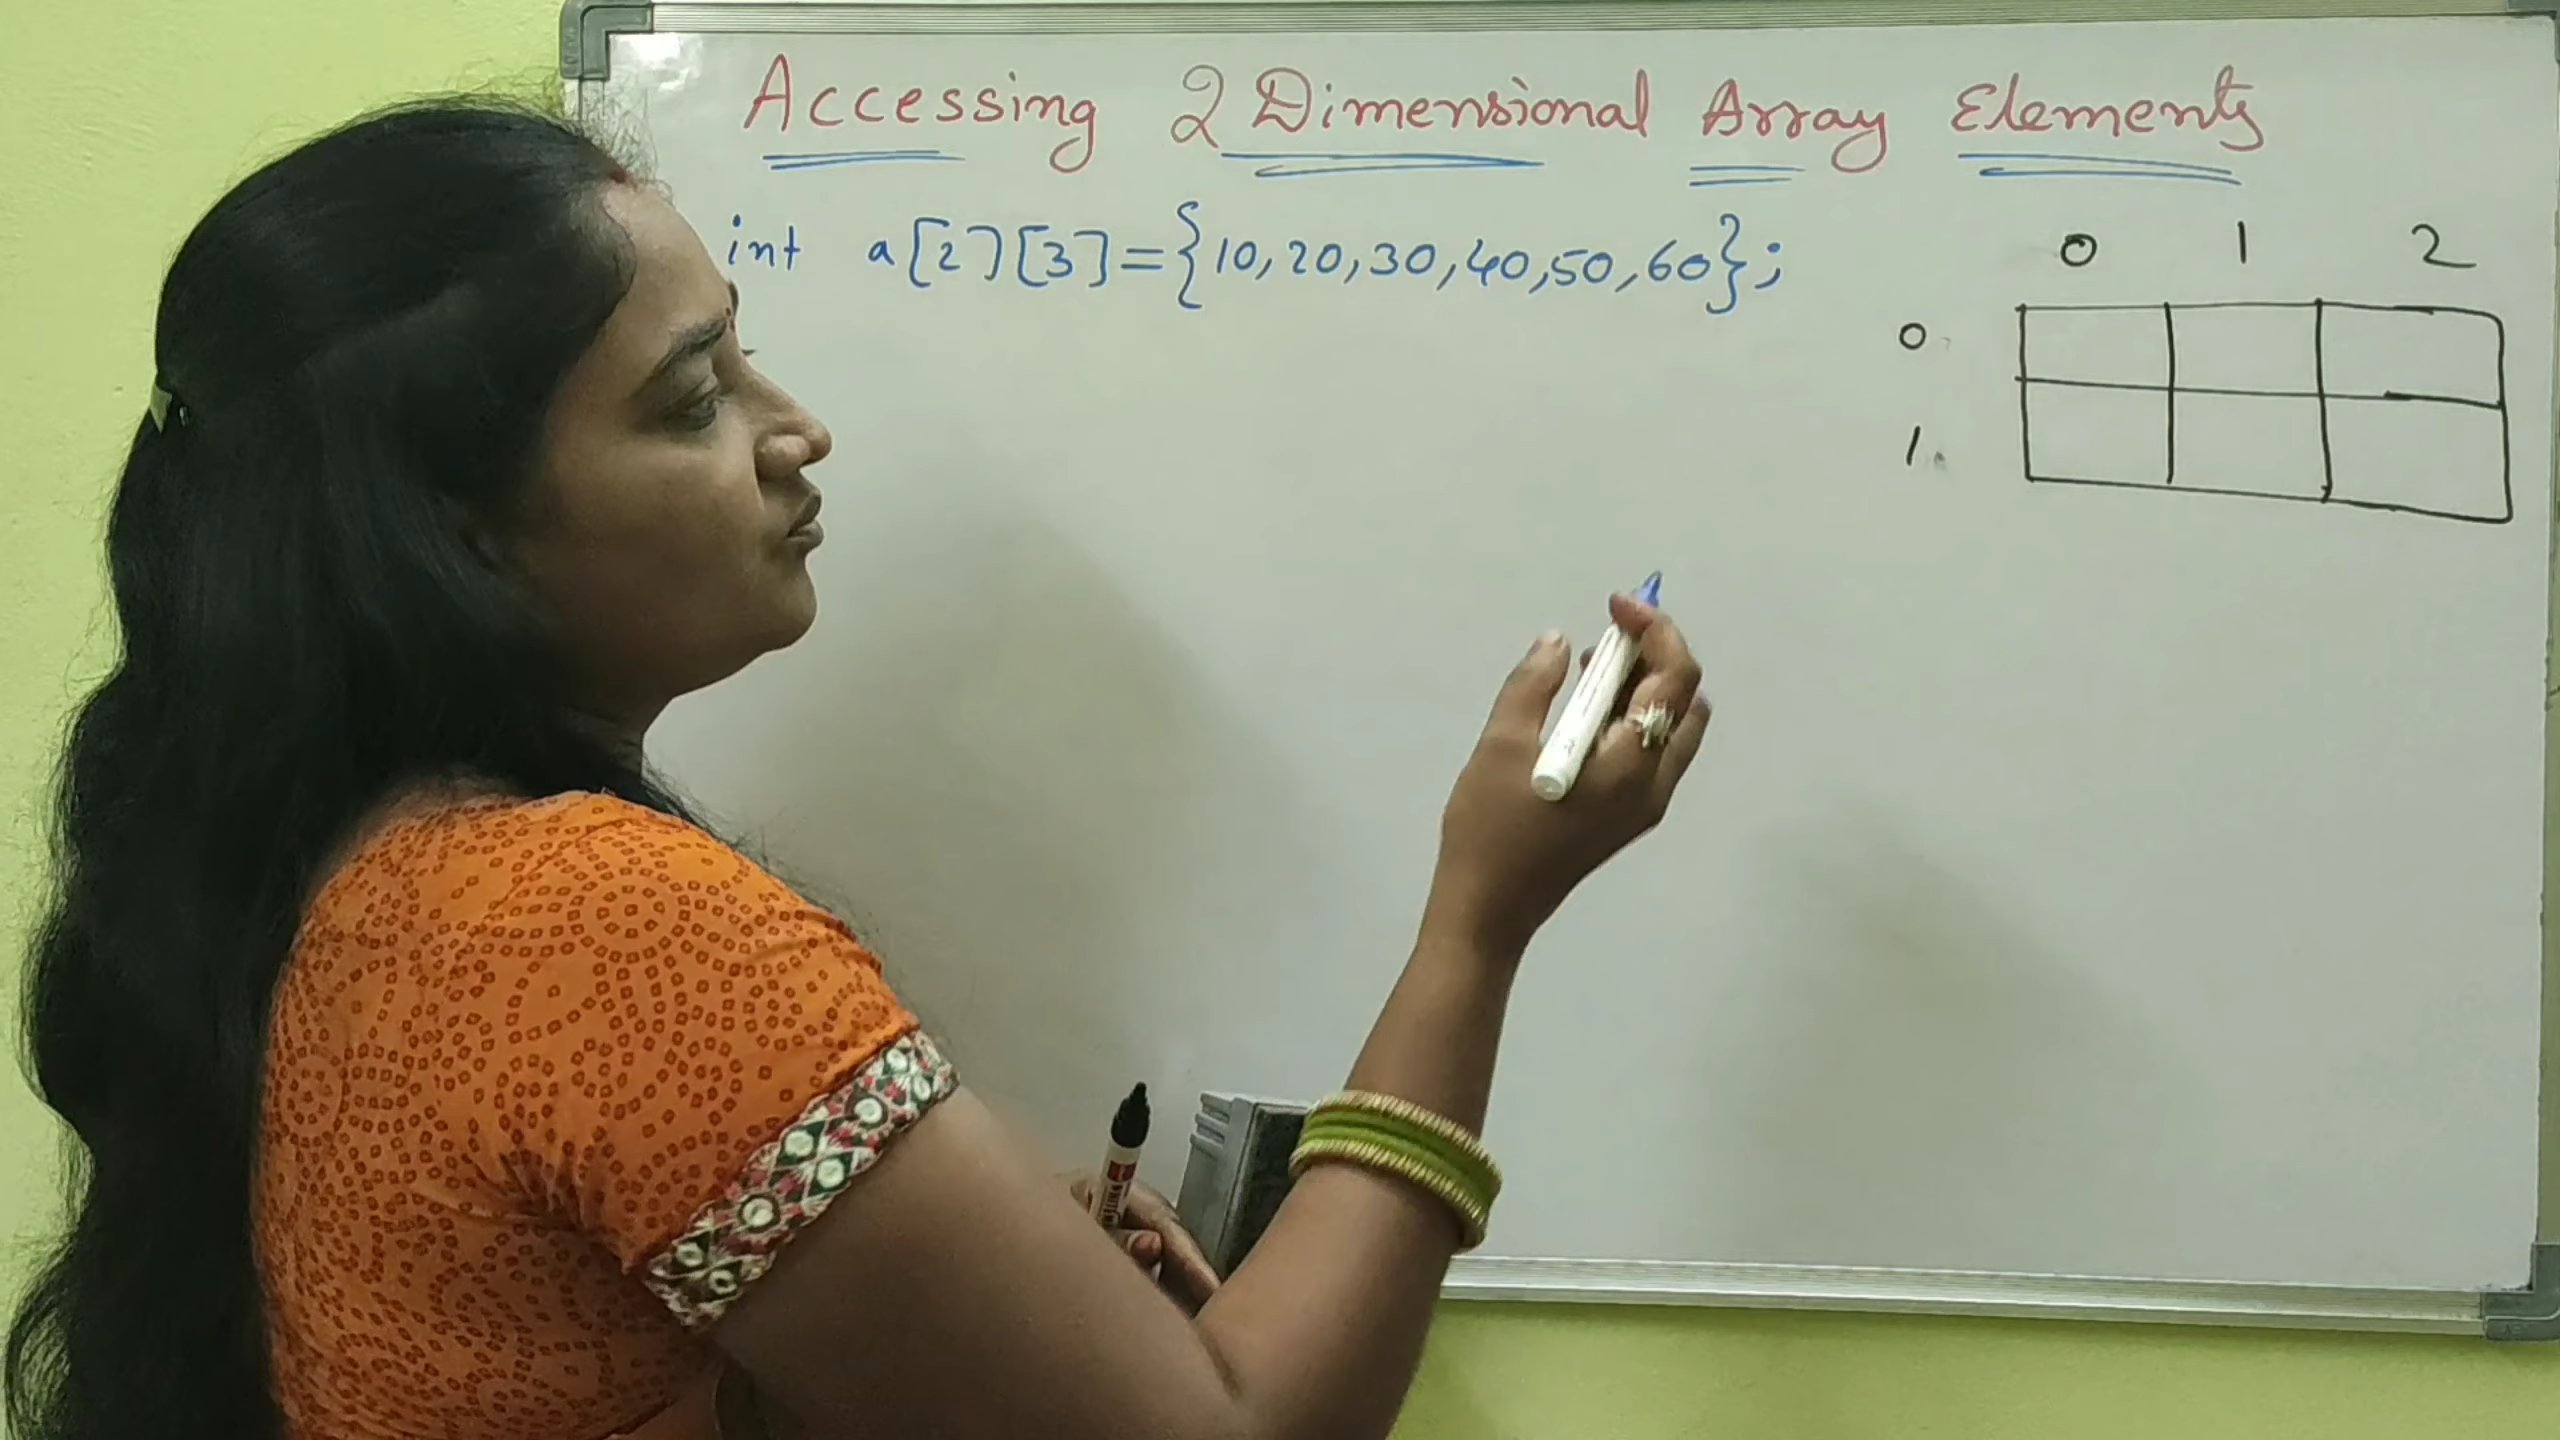 Accessing 2 Dimensional Array Elements
int a[2][3]={10,20,30,40,50,60};
0 1 2
0
1